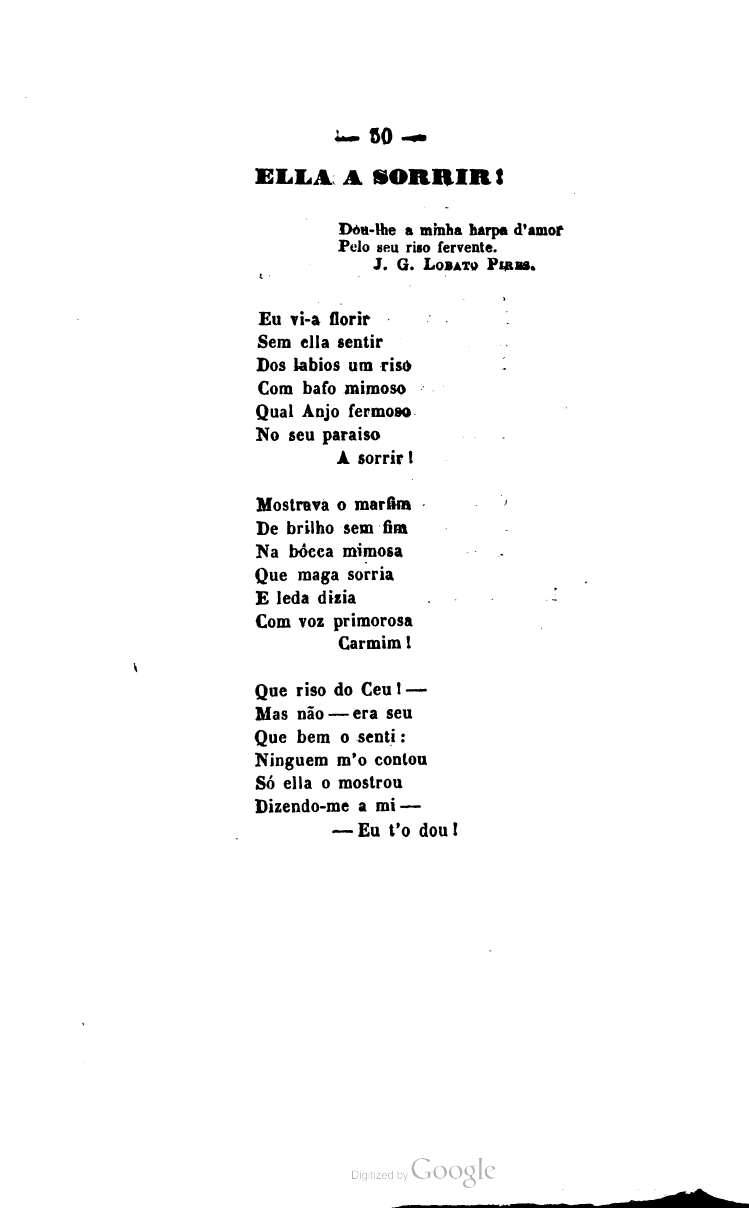 — 50 —
ELLA A SORRIR!
Dou-lhe a minha harpa d'amor
Pelo seu riso fervente.
J. G. LOBATO PIRES.
Eu vi-a florir
Sem ella sentir
Dos labios um riso
Com bafo mimoso
Qual Anjo fermoso
No seu paraiso
A sorrir!
Mostrava o marfim
De brilho sem fim
Na bôcca mimosa
Que maga sorria
E leda dizia
Com voz primorosa
Carmim!
Que riso do Ceu! —
Mas não — era seu
Que bem o senti:
Ninguem m'o contou
Só ella o mostrou
Dizendo-me a mi —
— Eu t'o dou!
Digitized by Google